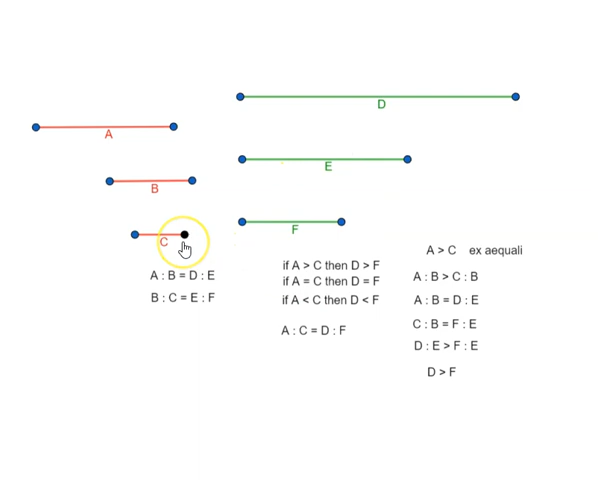 A
B
C
D
E
F
A : B = D : E
B : C = E : F
if A > C then D > F
if A = C then D = F
if A < C then D < F
A : C = D : F
A > C ex aequali
A : B > C : B
A : B = D : E
C : B = F : E
D : E > F : E
D > F